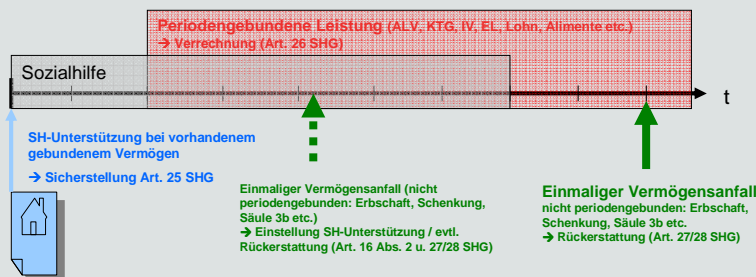 Periodengebundene Leistung (ALV, KTG, IV, EL, Lohn, Alimente etc.)
→ Verrechnung (Art. 26 SHG)
Sozialhilfe
t
SH-Unterstützung bei vorhandenem
gebundenem Vermögen
→ Sicherstellung Art. 25 SHG
Einmaliger Vermögensanfall (nicht
periodengebunden: Erbschaft, Schenkung,
Säule 3b etc.)
→ Einstellung SH-Unterstützung / evtl.
Rückerstattung (Art. 16 Abs. 2 u. 27/28 SHG)
Einmaliger Vermögensanfall
nicht periodengebunden: Erbschaft,
Schenkung, Säule 3b etc.
→ Rückerstattung (Art. 27/28 SHG)